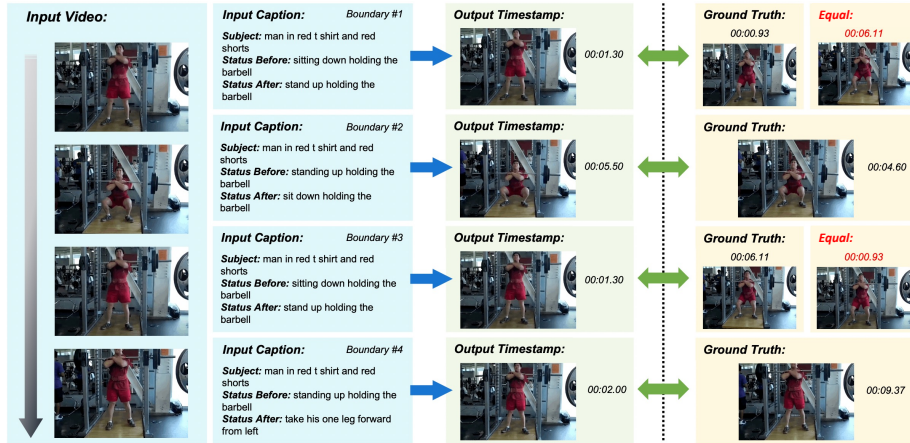 Input Video:
Input Caption:
Boundary #1
Subject: man in red t shirt and red
shorts
Status Before: sitting down holding the
barbell
Status After: stand up holding the
barbell
Output Timestamp:
00:01.30
Ground Truth:
00:00.93
Equal:
00:06.11
Input Caption:
Boundary #2
Subject: man in red t shirt and red
shorts
Status Before: standing up holding the
barbell
Status After: sit down holding the
barbell
Output Timestamp:
00:05.50
Ground Truth:
00:04.60
Input Caption:
Boundary #3
Subject: man in red t shirt and red
shorts
Status Before: sitting down holding the
barbell
Status After: stand up holding the
barbell
Output Timestamp:
00:01.30
Ground Truth:
00:06.11
Equal:
00:00.93
Input Caption:
Boundary #4
Subject: man in red t shirt and red
shorts
Status Before: standing up holding the
barbell
Status After: take his one leg forward
from left
Output Timestamp:
00:02.00
Ground Truth:
00:09.37